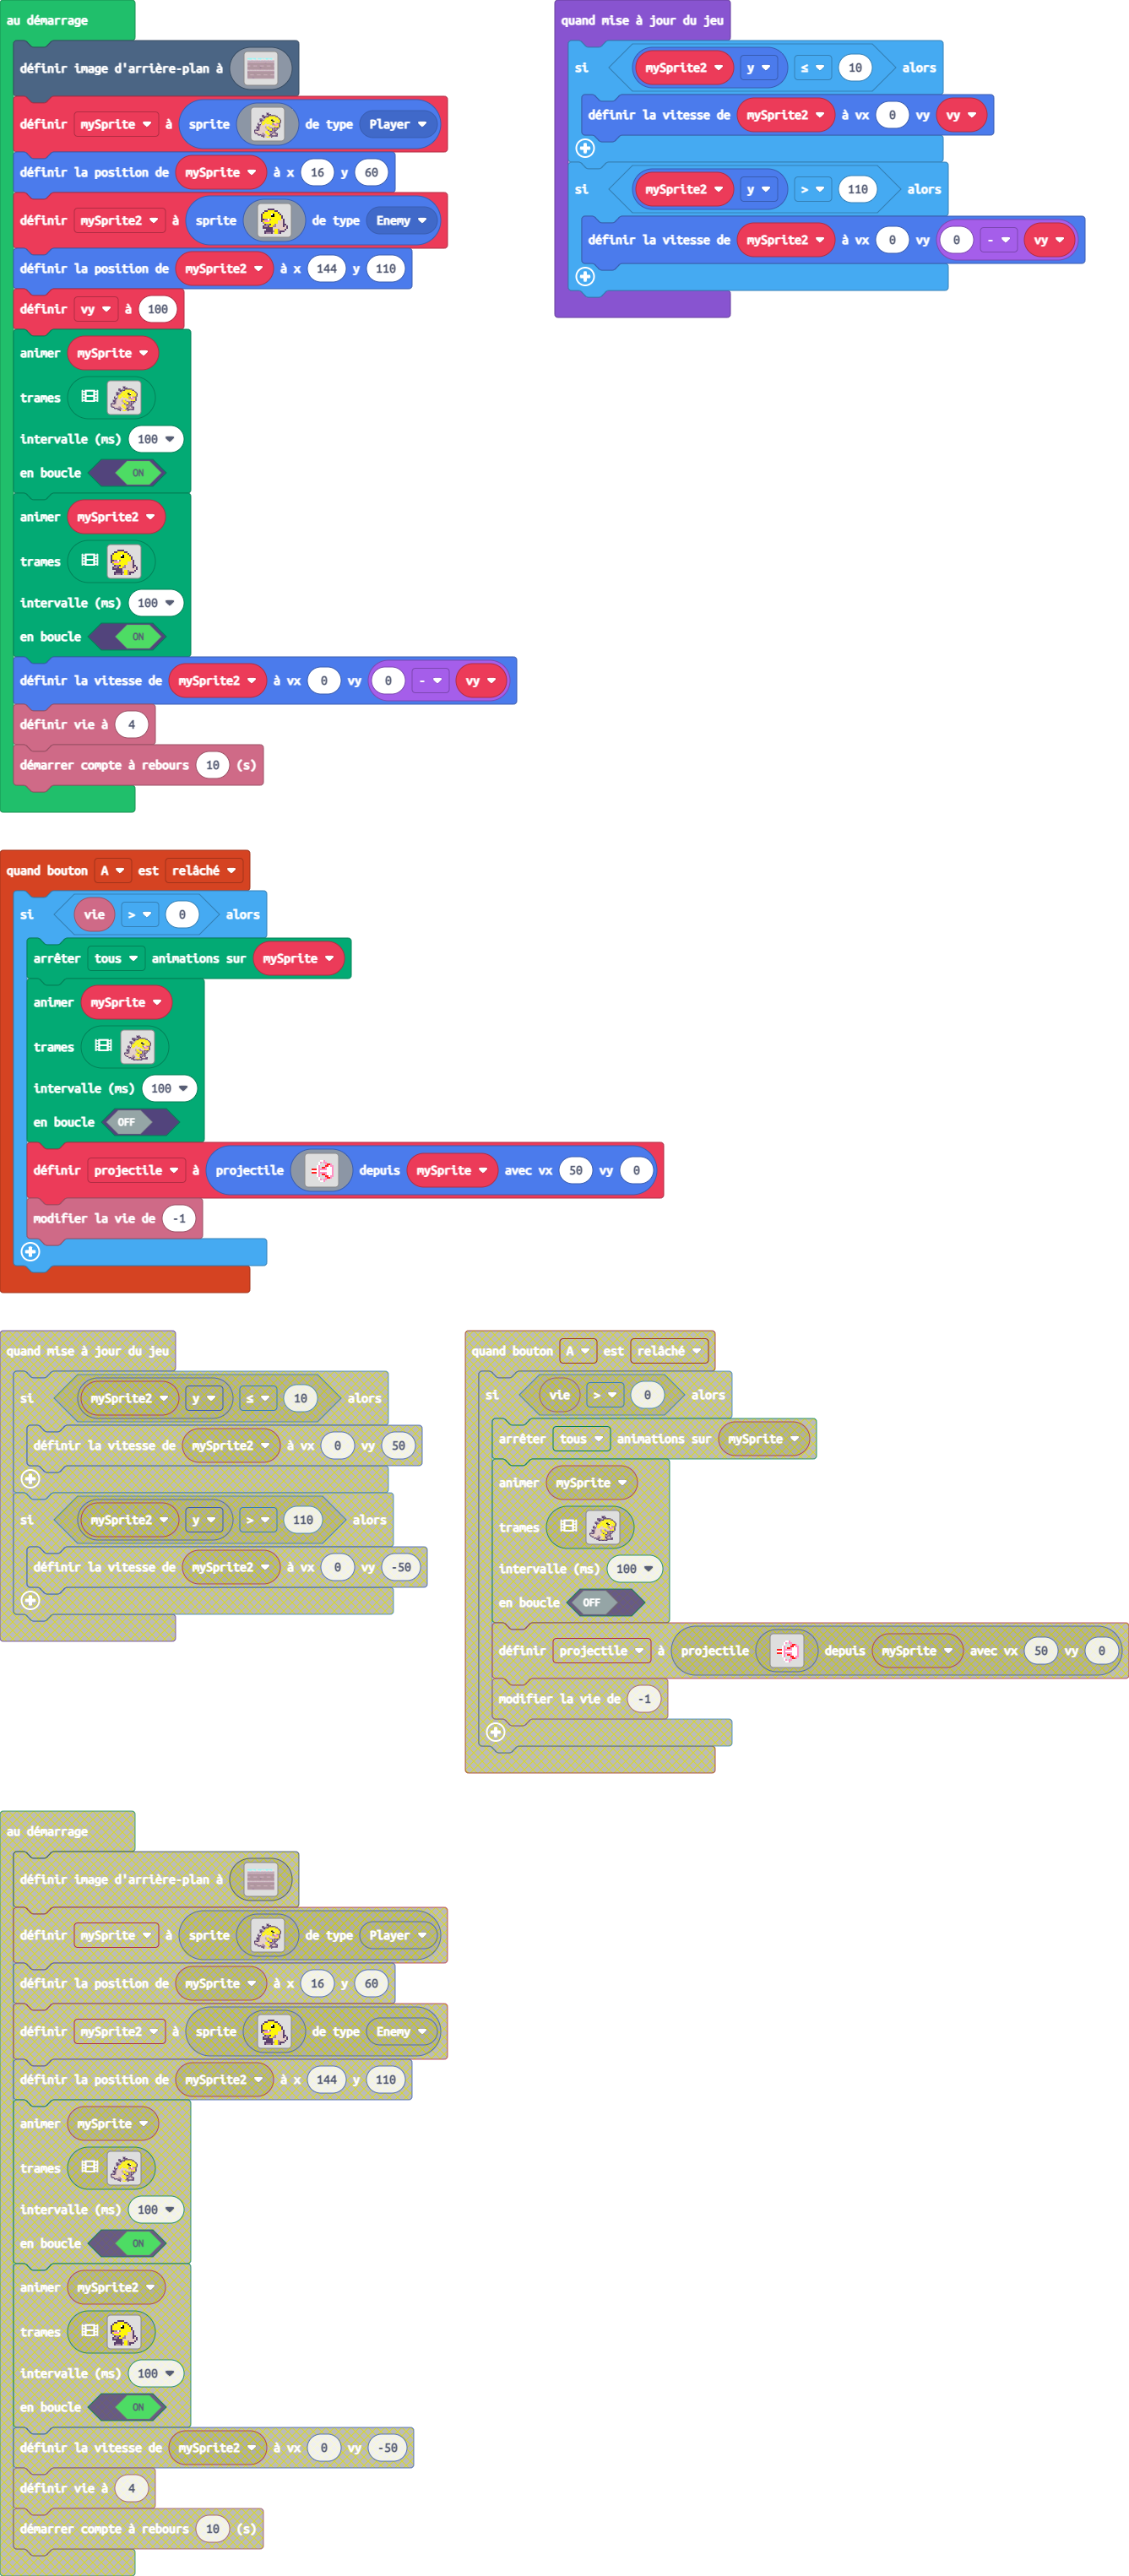 au démarrage
définir image d'arrière-plan à
définir mySprite à sprite de type Player
définir la position de mySprite à x 16 y 60
définir mySprite2 à sprite de type Enemy
définir la position de mySprite2 à x 144 y 110
définir vy à 100
animer mySprite
trames
intervalle (ms) 100
en boucle ON
animer mySprite2
trames
intervalle (ms) 100
en boucle ON
définir la vitesse de mySprite2 à vx 0 vy 0 - vy
définir vie à 4
démarrer compte à rebours 10 (s)
quand mise à jour du jeu
si mySprite2 y ≤ 10 alors
définir la vitesse de mySprite2 à vx 0 vy vy
si mySprite2 y > 110 alors
définir la vitesse de mySprite2 à vx 0 vy 0 - vy
quand bouton A est relâché
si vie > 0 alors
arrêter tous animations sur mySprite
animer mySprite
trames
intervalle (ms) 100
en boucle OFF
définir projectile à projectile depuis mySprite avec vx 50 vy 0
modifier la vie de -1
quand mise à jour du jeu
si mySprite2 y ≤ 10 alors
définir la vitesse de mySprite2 à vx 0 vy 50
si mySprite2 y > 110 alors
définir la vitesse de mySprite2 à vx 0 vy -50
quand bouton A est relâché
si vie > 0 alors
arrêter tous animations sur mySprite
animer mySprite
trames
intervalle (ms) 100
en boucle OFF
définir projectile à projectile depuis mySprite avec vx 50 vy 0
modifier la vie de -1
au démarrage
définir image d'arrière-plan à
définir mySprite à sprite de type Player
définir la position de mySprite à x 16 y 60
définir mySprite2 à sprite de type Enemy
définir la position de mySprite2 à x 144 y 110
animer mySprite
trames
intervalle (ms) 100
en boucle ON
animer mySprite2
trames
intervalle (ms) 100
en boucle ON
définir la vitesse de mySprite2 à vx 0 vy -50
définir vie à 4
démarrer compte à rebours 10 (s)